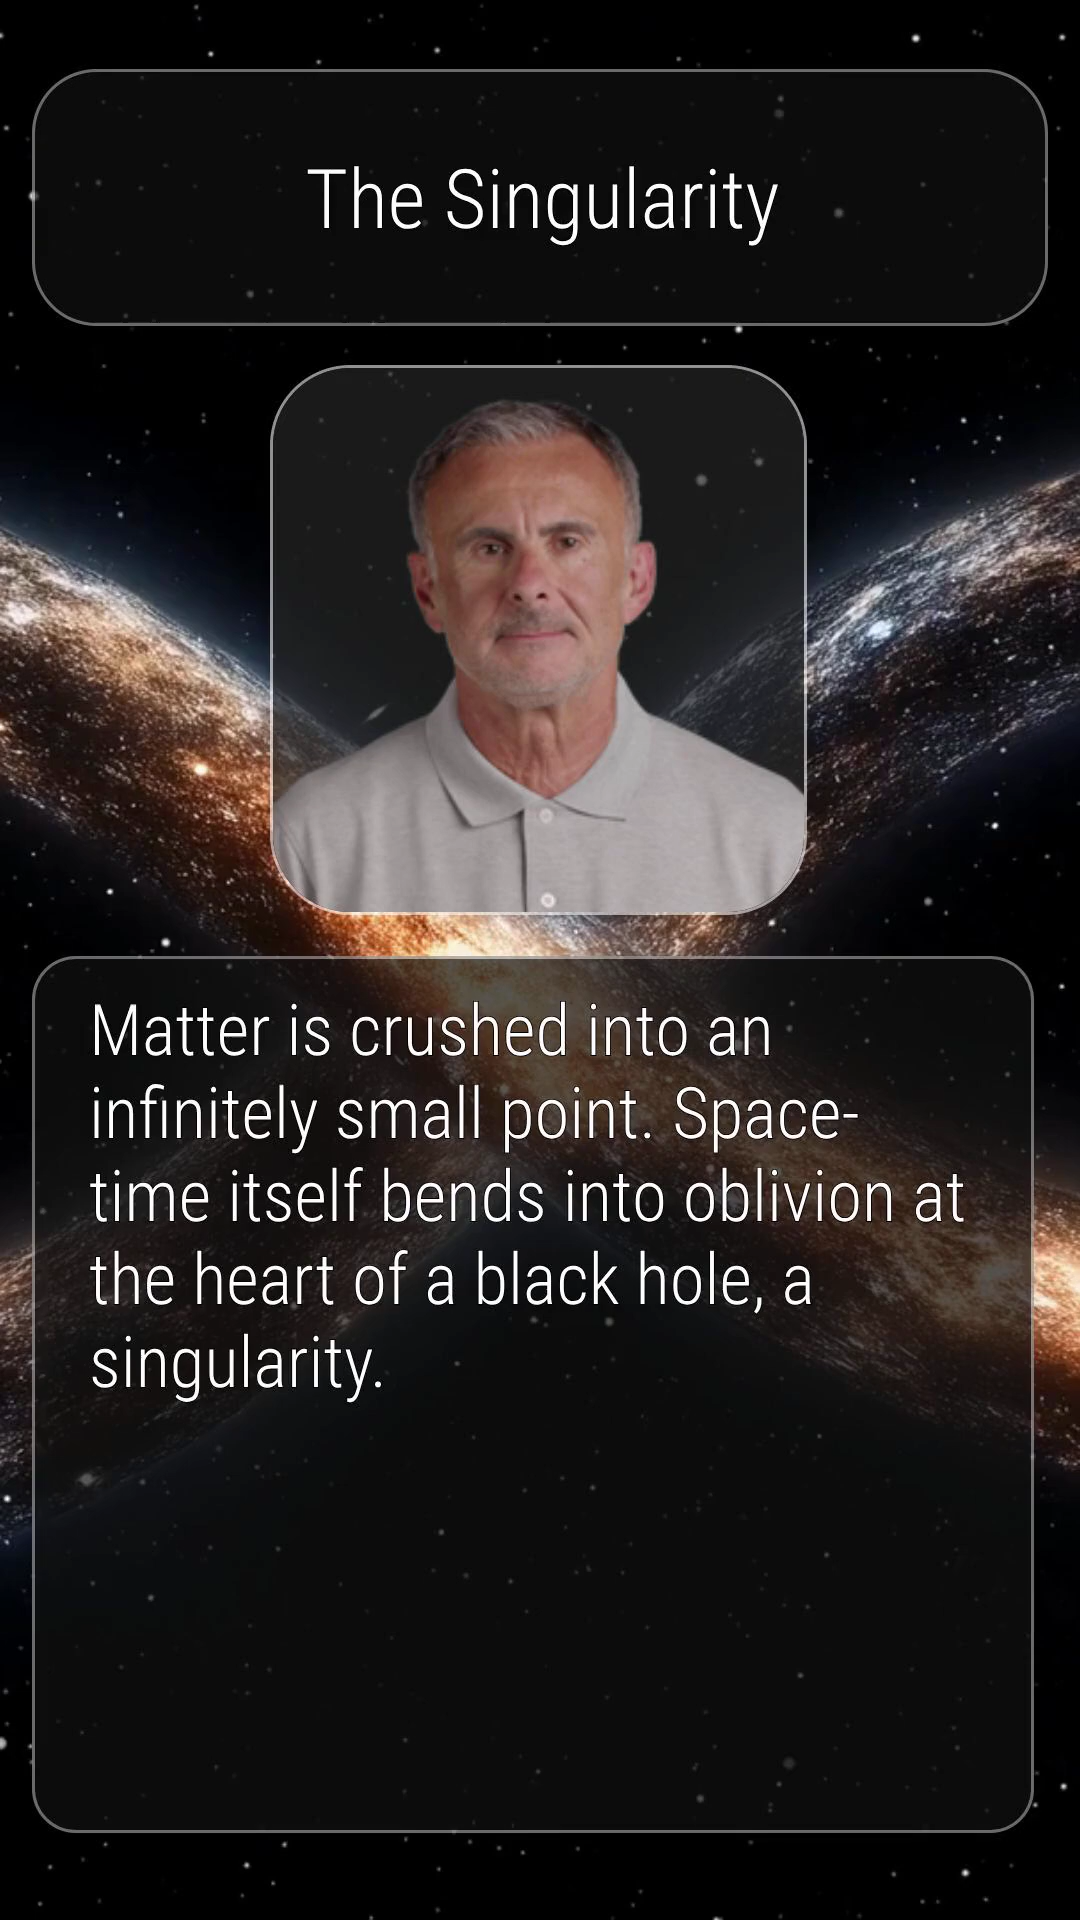 The Singularity
Matter is crushed into an
infinitely small point. Space-
time itself bends into oblivion at
the heart of a black hole, a
singularity.